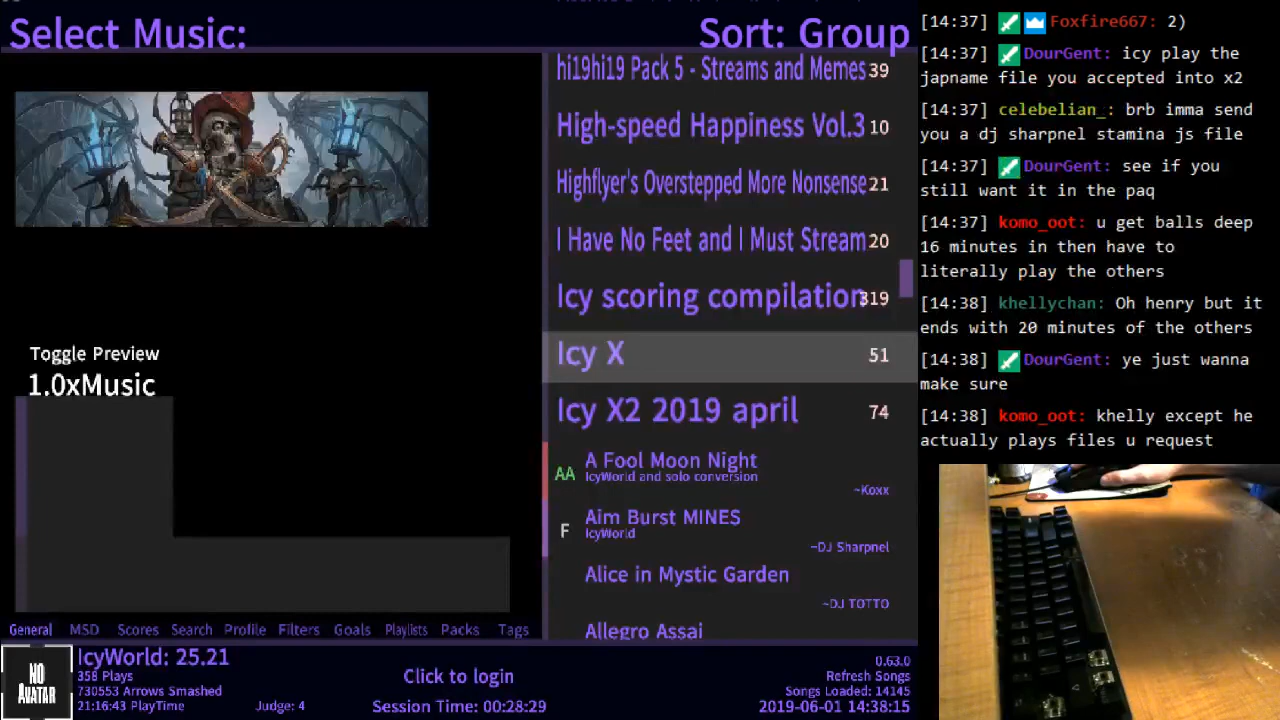 Select Music:
Sort: Group
hi19hi19 Pack 5 - Streams and Memes 39
High-speed Happiness Vol.3 10
Highflyer's Overstepped More Nonsense 21
I Have No Feet and I Must Stream 20
Icy scoring compilation 319
Icy X 51
Icy X2 2019 april 74
AA A Fool Moon Night
IcyWorld and solo conversion
~Koxx
F Aim Burst MINES
IcyWorld
~DJ Sharpnel
Alice in Mystic Garden
~DJ TOTTO
Allegro Assai
Toggle Preview
1.0xMusic
General MSD Scores Search Profile Filters Goals Playlists Packs Tags
NO
AVATAR
IcyWorld: 25.21
358 Plays
730553 Arrows Smashed
21:16:43 PlayTime
Judge: 4
Click to login
Session Time: 00:28:29
0.63.0
Refresh Songs
Songs Loaded: 14145
2019-06-01 14:38:15
[14:37] Foxfire667: 2)
[14:37] DourGent: icy play the
japname file you accepted into x2
[14:37] celebelian_: brb imma send
you a dj sharpnel stamina js file
[14:37] DourGent: see if you
still want it in the paq
[14:37] komo_oot: u get balls deep
16 minutes in then have to
literally play the others
[14:38] khellychan: Oh henry but it
ends with 20 minutes of the others
[14:38] DourGent: ye just wanna
make sure
[14:38] komo_oot: khelly except he
actually plays files u request